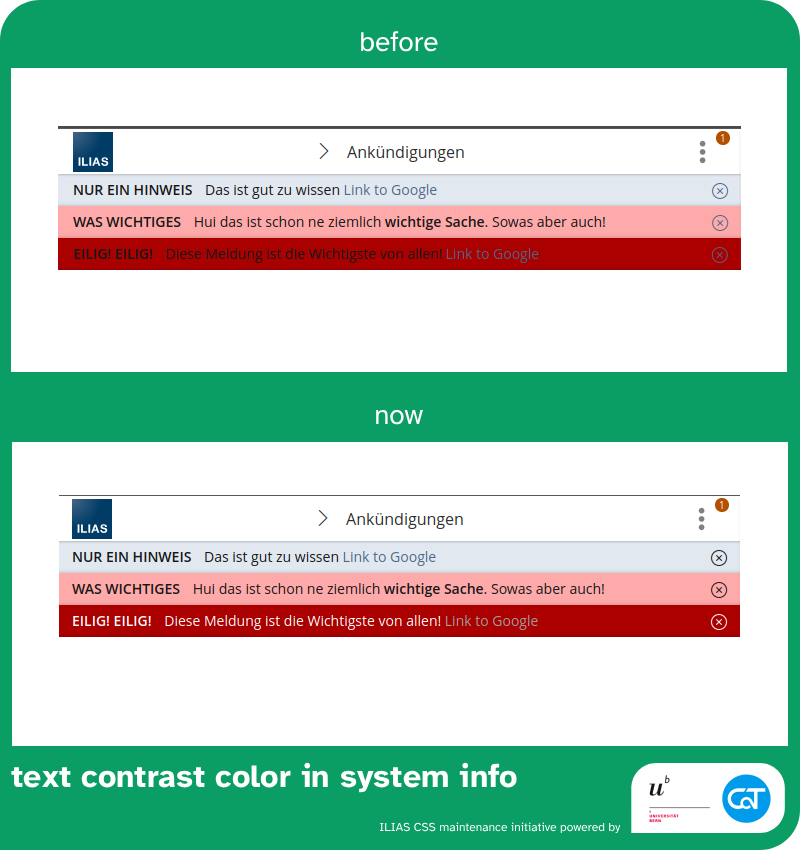 before
ILIAS
Ankündigungen
1
NUR EIN HINWEIS Das ist gut zu wissen Link to Google
WAS WICHTIGES Hui das ist schon ne ziemlich wichtige Sache. Sowas aber auch!
EILIG! EILIG! Diese Meldung ist die Wichtigste von allen! Link to Google
now
ILIAS
Ankündigungen
1
NUR EIN HINWEIS Das ist gut zu wissen Link to Google
WAS WICHTIGES Hui das ist schon ne ziemlich wichtige Sache. Sowas aber auch!
EILIG! EILIG! Diese Meldung ist die Wichtigste von allen! Link to Google
text contrast color in system info
ILIAS CSS maintenance initiative powered by
u b
UNIVERSITÄT
BERN
CaT